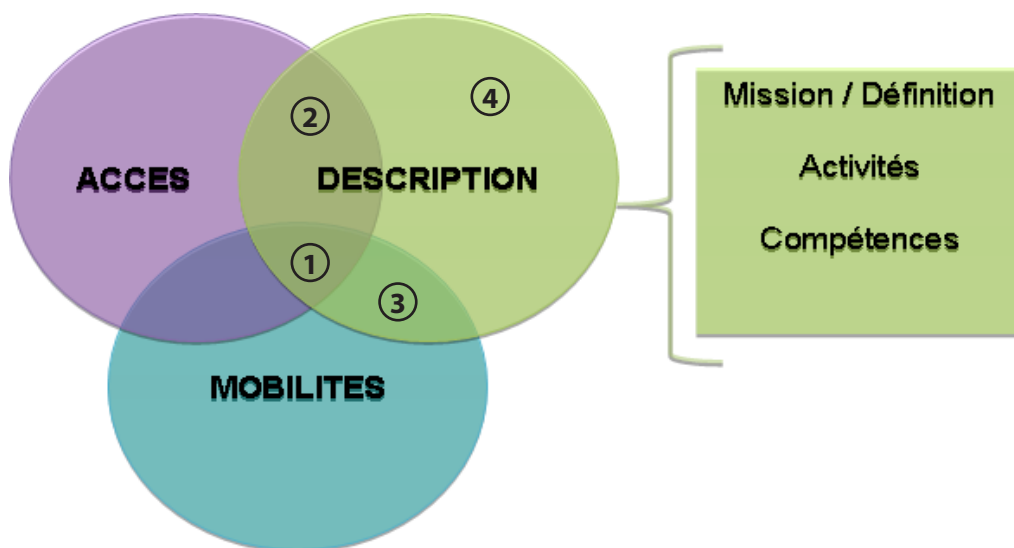 ACCES
DESCRIPTION
MOBILITES
①
②
③
④
Mission / Définition
Activités
Compétences